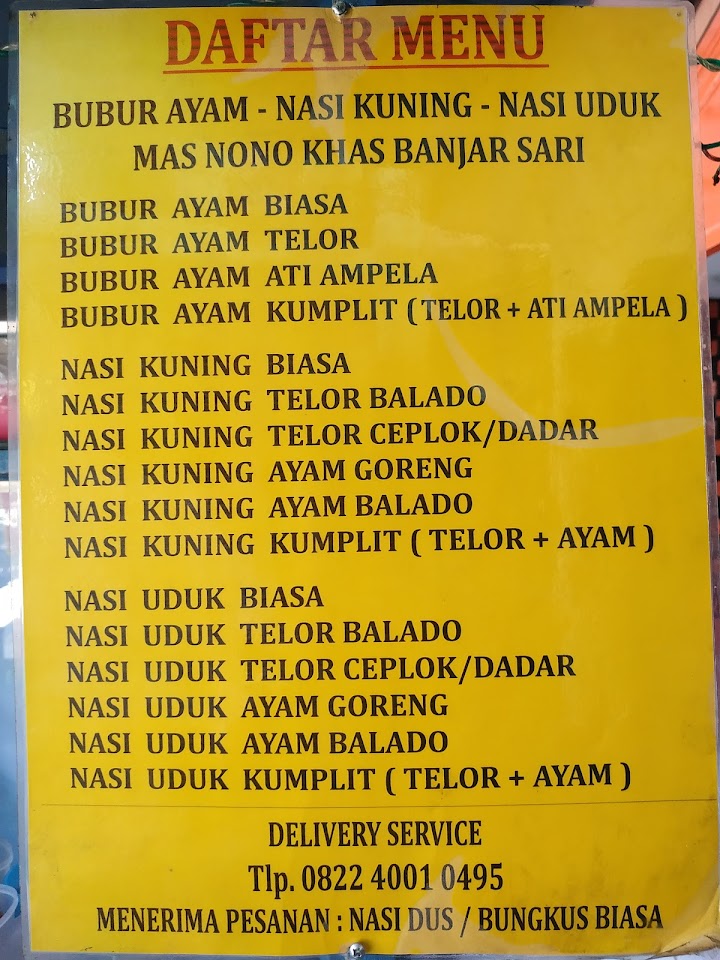 DAFTAR MENU
BUBUR AYAM - NASI KUNING - NASI UDUK
MAS NONO KHAS BANJAR SARI
BUBUR AYAM BIASA
BUBUR AYAM TELOR
BUBUR AYAM ATI AMPELA
BUBUR AYAM KUMPLIT ( TELOR + ATI AMPELA )
NASI KUNING BIASA
NASI KUNING TELOR BALADO
NASI KUNING TELOR CEPLOK/DADAR
NASI KUNING AYAM GORENG
NASI KUNING AYAM BALADO
NASI KUNING KUMPLIT ( TELOR + AYAM )
NASI UDUK BIASA
NASI UDUK TELOR BALADO
NASI UDUK TELOR CEPLOK/DADAR
NASI UDUK AYAM GORENG
NASI UDUK AYAM BALADO
NASI UDUK KUMPLIT ( TELOR + AYAM )
DELIVERY SERVICE
Tlp. 0822 4001 0495
MENERIMA PESANAN : NASI DUS / BUNGKUS BIASA